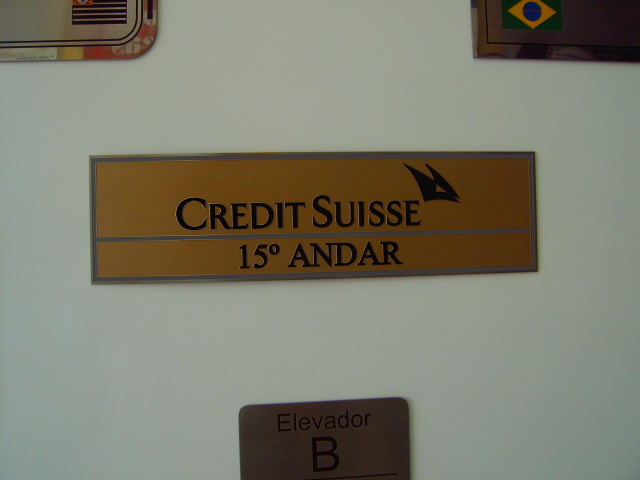 CREDIT SUISSE
15º ANDAR
Elevador
B